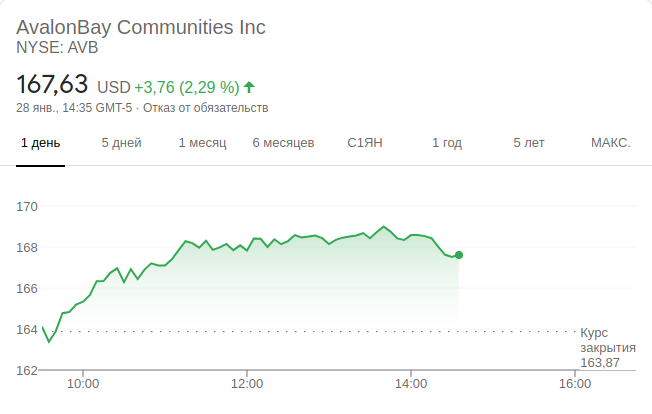 AvalonBay Communities Inc
NYSE: AVB
167,63 USD +3,76 (2,29 %)
28 янв., 14:35 GMT-5 · Отказ от обязательств
1 день 5 дней 1 месяц 6 месяцев С1ЯН 1 год 5 лет МАКС.
170
168
166
164
Курс
закрытия
163,87
162
10:00 12:00 14:00 16:00